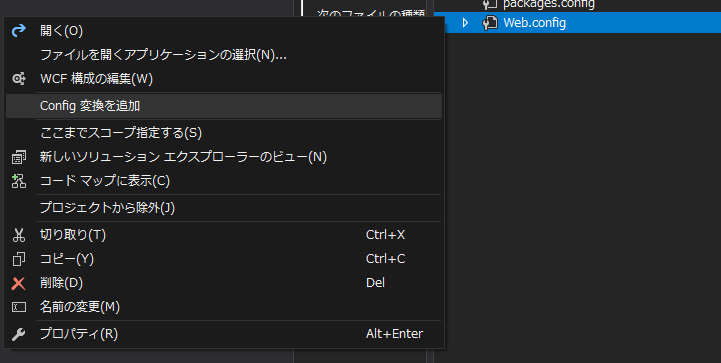 次のファイルの種類
packages.config
Web.config
開く(O)
ファイルを開くアプリケーションの選択(N)...
WCF 構成の編集(W)
Config 変換を追加
ここまでスコープ指定する(S)
新しいソリューション エクスプローラーのビュー(N)
コード マップに表示(C)
プロジェクトから除外(J)
切り取り(T) Ctrl+X
コピー(Y) Ctrl+C
削除(D) Del
名前の変更(M)
プロパティ(R) Alt+Enter